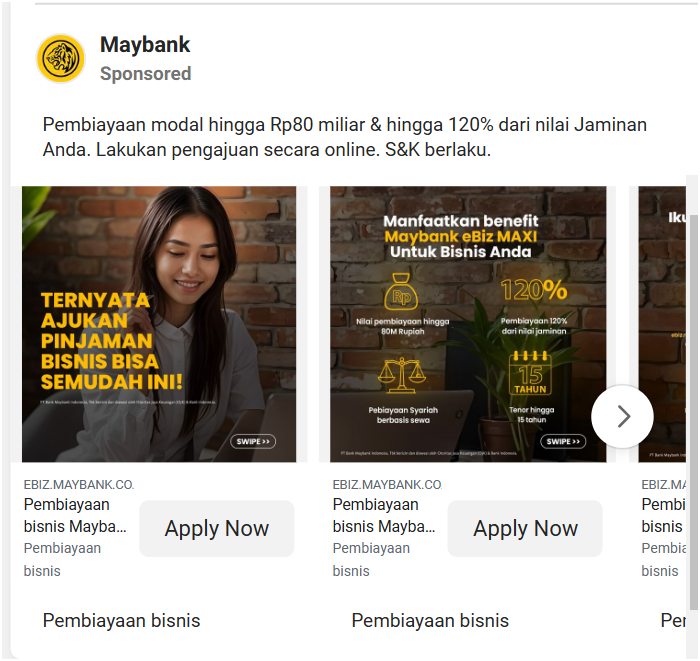 Maybank
Sponsored
Pembiayaan modal hingga Rp80 miliar & hingga 120% dari nilai Jaminan
Anda. Lakukan pengajuan secara online. S&K berlaku.
TERNYATA
AJUKAN
PINJAMAN
BISNIS BISA
SEMUDAH INI!
PT Bank Maybank Indonesia, Tbk berizin dan diawasi oleh Otoritas Jasa Keuangan (OJK) & Bank Indonesia.
SWIPE >>
Manfaatkan benefit
Maybank eBiz MAXI
Untuk Bisnis Anda
Rp
120%
Nilai pembiayaan hingga
80M Rupiah
Pembiayaan 120%
dari nilai jaminan
15
TAHUN
Pebiayaan Syariah
berbasis sewa
Tenor hingga
15 tahun
SWIPE >>
PT Bank Maybank Indonesia, Tbk berizin dan diawasi oleh Otoritas Jasa Keuangan (OJK) & Bank Indonesia.
Iku
EBIZ.MAYBANK.CO.
Pembiayaan
bisnis Mayba...
Pembiayaan
bisnis
Apply Now
EBIZ.MAYBANK.CO
Pembiayaan
bisnis Mayba...
Pembiayaan
bisnis
Apply Now
EBIZ.MA
Pembi
bisnis
Pembia
bisnis
Pembiayaan bisnis
Pembiayaan bisnis
Per